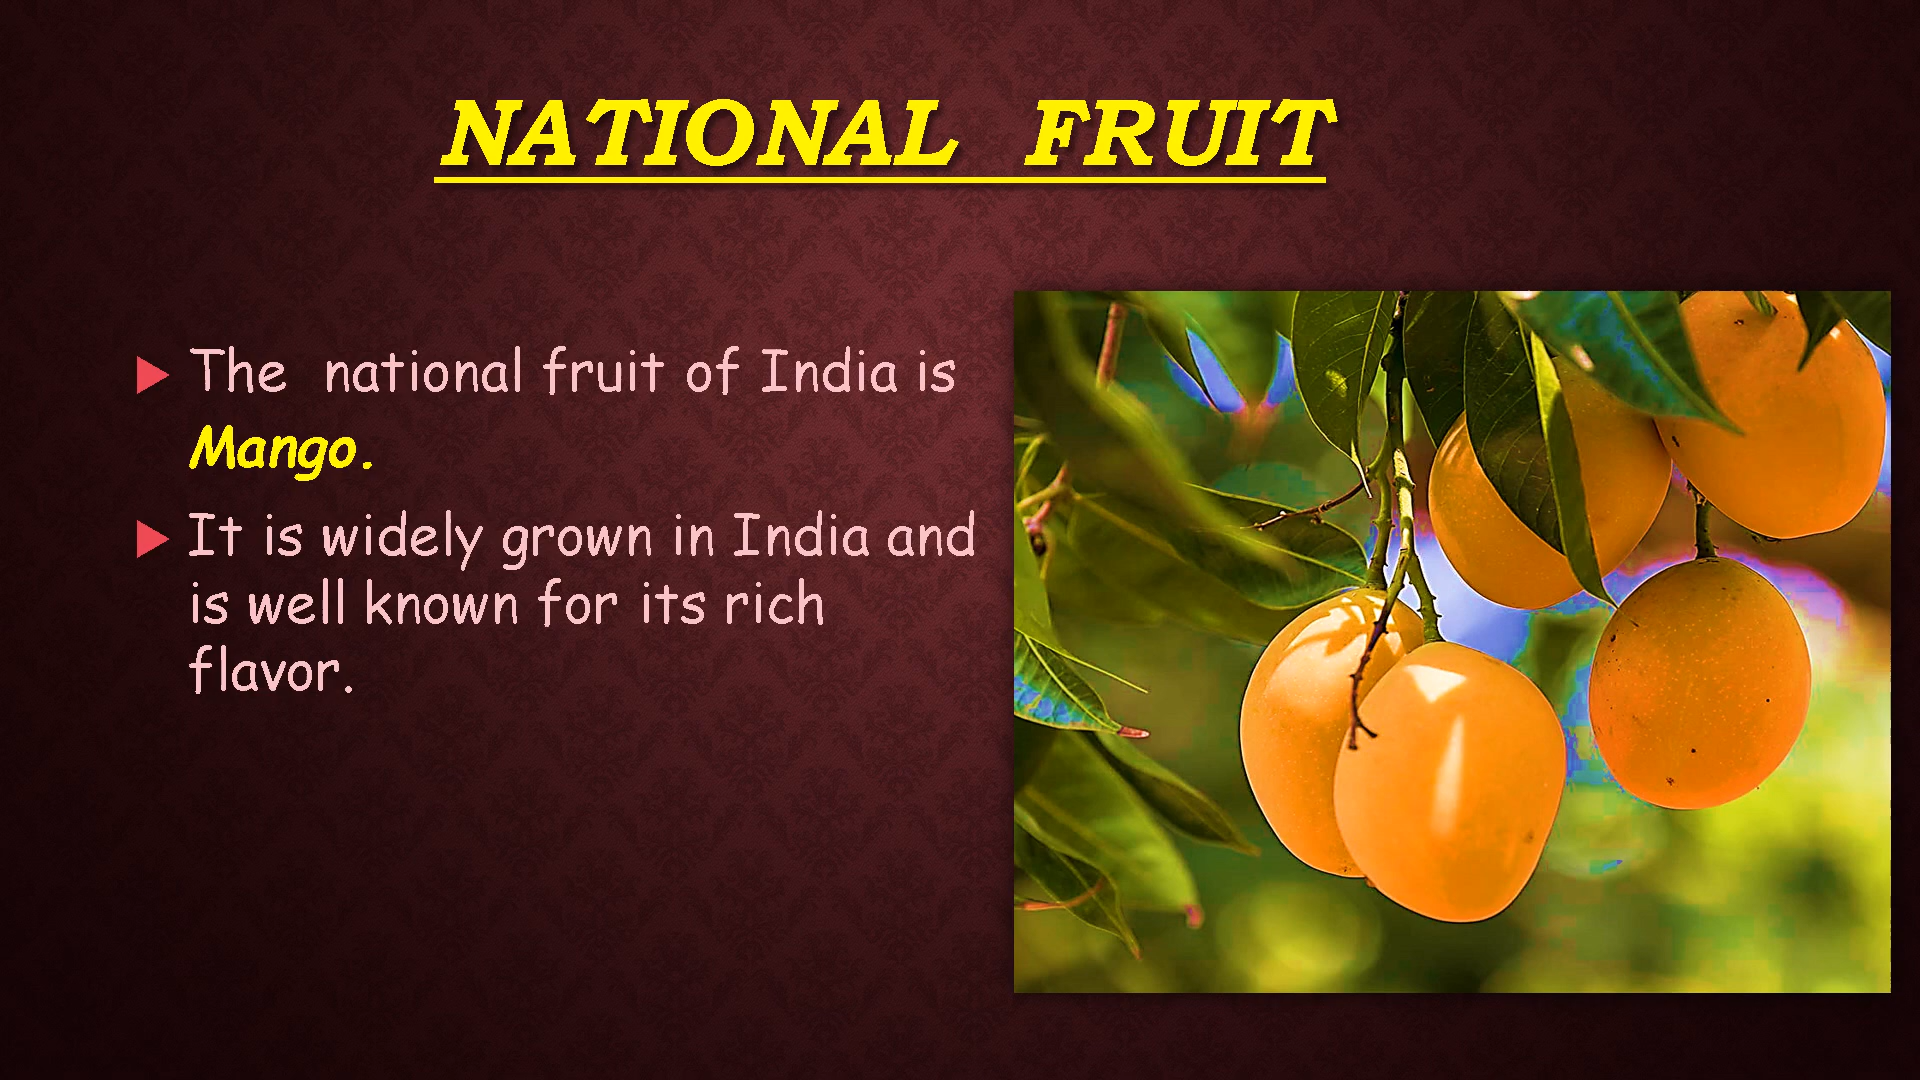 NATIONAL FRUIT
The national fruit of India is
Mango.
It is widely grown in India and
is well known for its rich
flavor.